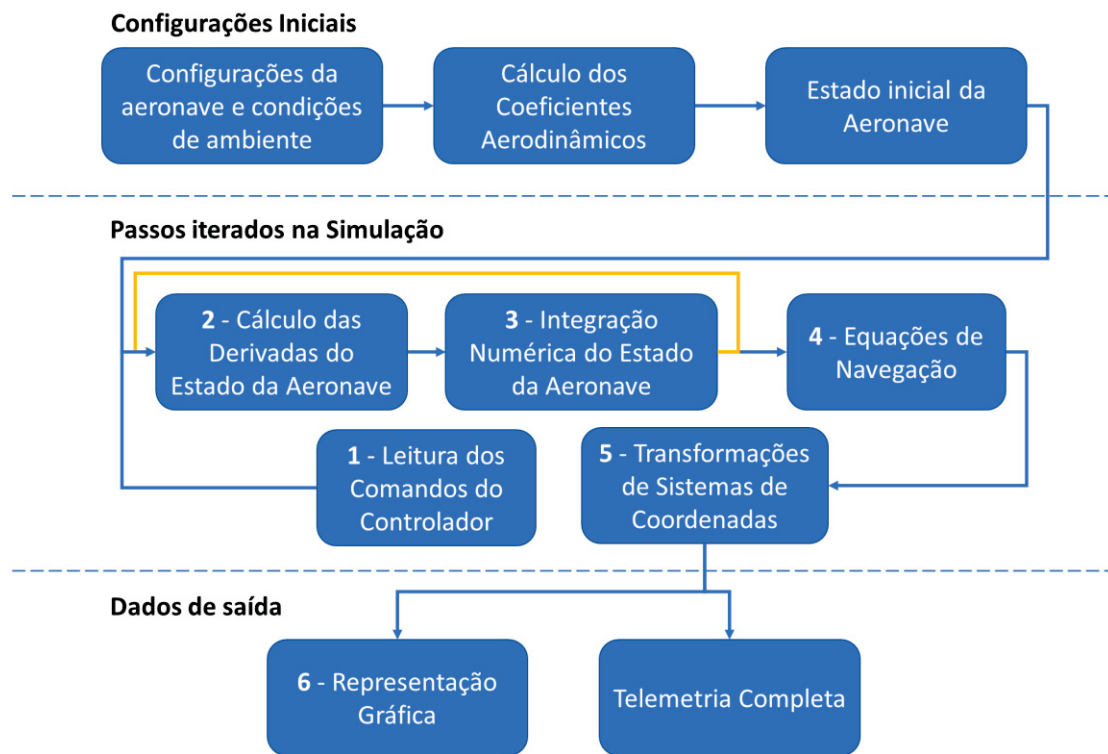 Configurações Iniciais
Configurações da
aeronave e condições
de ambiente
Cálculo dos
Coeficientes
Aerodinâmicos
Estado inicial da
Aeronave
Passos iterados na Simulação
2 - Cálculo das
Derivadas do
Estado da Aeronave
3 - Integração
Numérica do Estado
da Aeronave
4 - Equações de
Navegação
1 - Leitura dos
Comandos do
Controlador
5 - Transformações
de Sistemas de
Coordenadas
Dados de saída
6 - Representação
Gráfica
Telemetria Completa